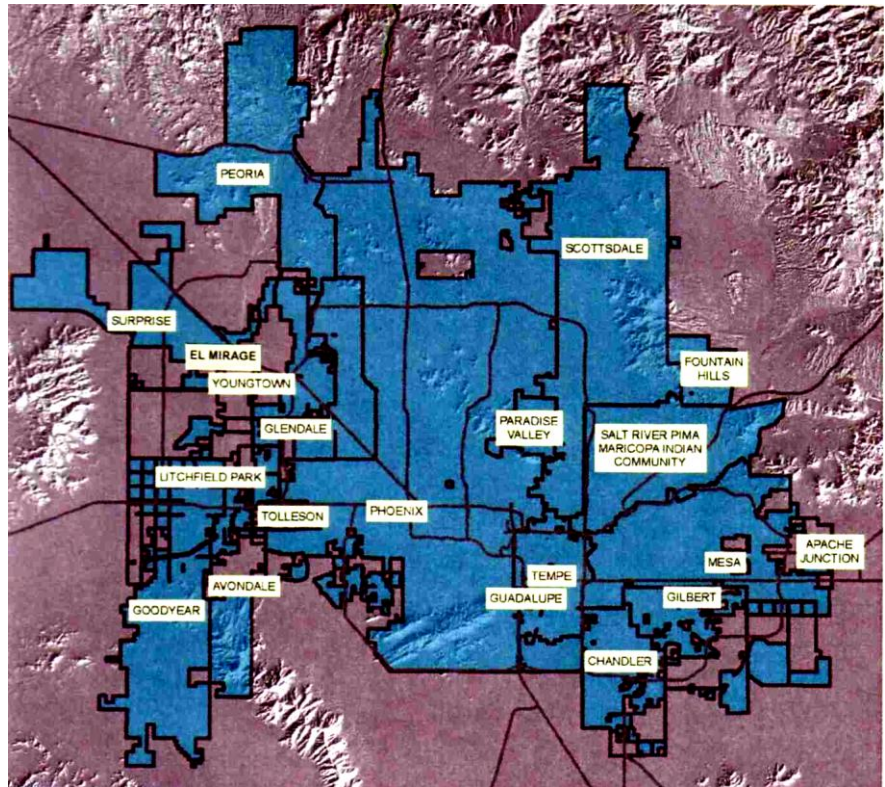 PEORIA
SCOTTSDALE
SURPRISE
EL MIRAGE
YOUNGTOWN
FOUNTAIN
HILLS
GLENDALE
PARADISE
VALLEY
SALT RIVER PIMA
MARICOPA INDIAN
COMMUNITY
LITCHFIELD PARK
TOLLESON
PHOENIX
APACHE
JUNCTION
MESA
TEMPE
AVONDALE
GUADALUPE
GILBERT
GOODYEAR
CHANDLER